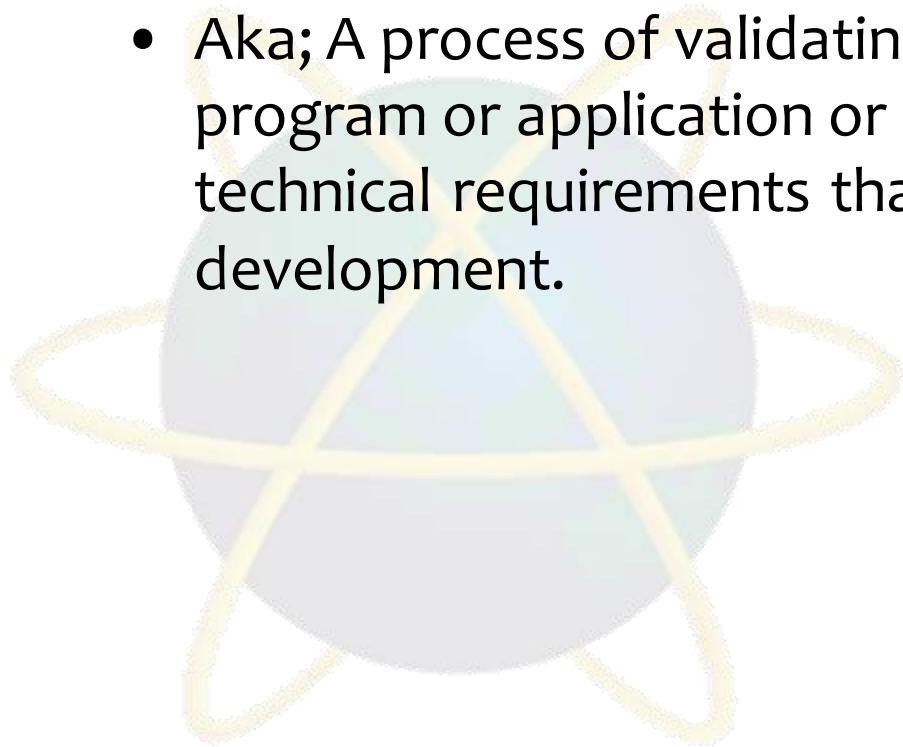 • Aka; A process of validatin
program or application or
technical requirements tha
development.